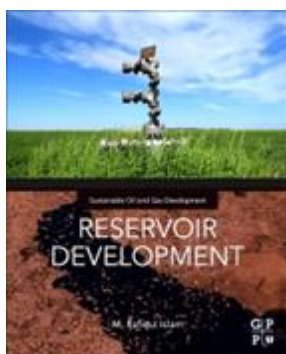 Sustainable Oil and Gas Development
RESERVOIR
DEVELOPMENT
M. Rafiqul Islam
G P
P